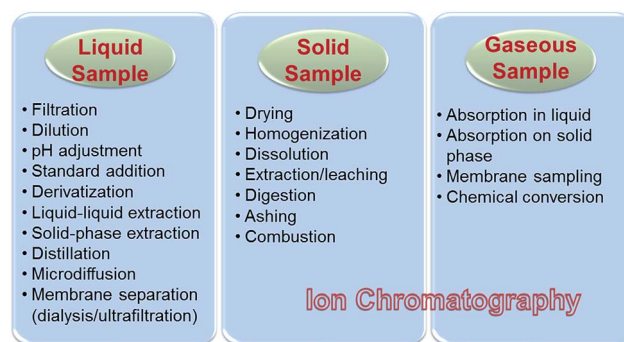 Liquid
Sample
• Filtration
• Dilution
• pH adjustment
• Standard addition
• Derivatization
• Liquid-liquid extraction
• Solid-phase extraction
• Distillation
• Microdiffusion
• Membrane separation
(dialysis/ultrafiltration)
Solid
Sample
• Drying
• Homogenization
• Dissolution
• Extraction/leaching
• Digestion
• Ashing
• Combustion
Gaseous
Sample
• Absorption in liquid
• Absorption on solid
phase
• Membrane sampling
• Chemical conversion
Ion Chromatography